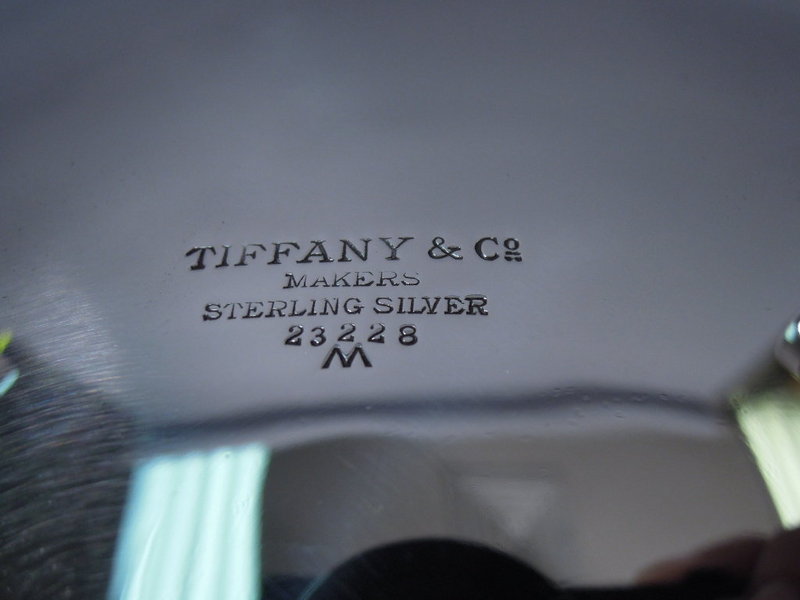 TIFFANY & Cº
MAKERS
STERLING SILVER
23228
M